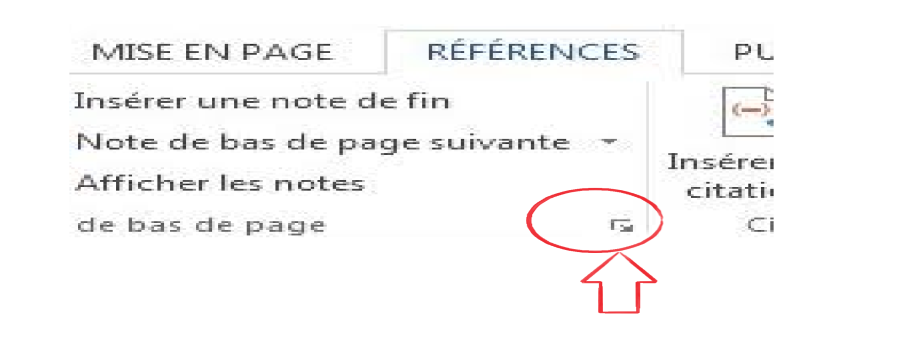 MISE EN PAGE RÉFÉRENCES
Insérer une note de fin
Note de bas de page suivante
Afficher les notes
de bas de page
Insérer